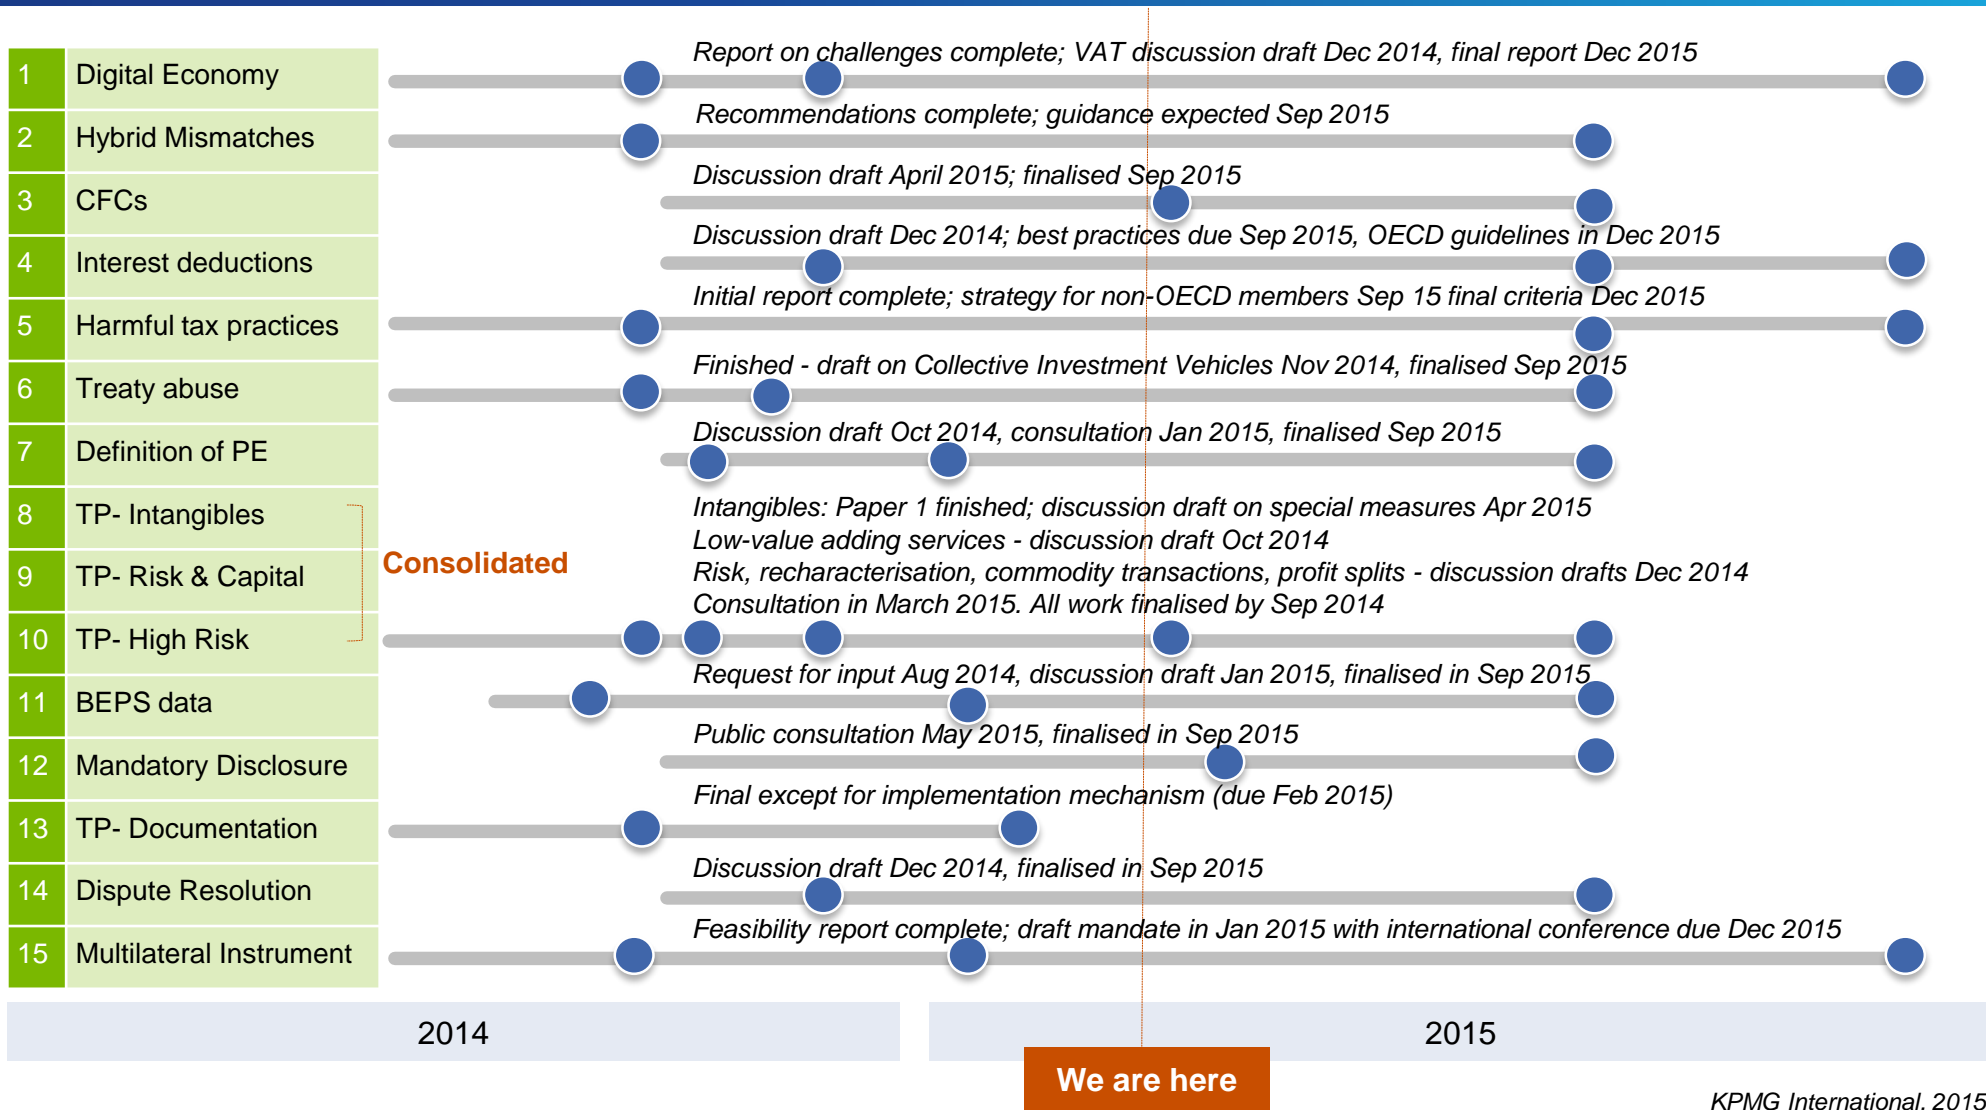 Report on challenges complete; VAT discussion draft Dec 2014, final report Dec 2015
1 Digital Economy
Recommendations complete; guidance expected Sep 2015
2 Hybrid Mismatches
Discussion draft April 2015; finalised Sep 2015
3 CFCs
Discussion draft Dec 2014; best practices due Sep 2015, OECD guidelines in Dec 2015
4 Interest deductions
Initial report complete; strategy for non-OECD members Sep 15 final criteria Dec 2015
5 Harmful tax practices
Finished - draft on Collective Investment Vehicles Nov 2014, finalised Sep 2015
6 Treaty abuse
Discussion draft Oct 2014, consultation Jan 2015, finalised Sep 2015
7 Definition of PE
Intangibles: Paper 1 finished; discussion draft on special measures Apr 2015
8 TP- Intangibles
Low-value adding services - discussion draft Oct 2014
Consolidated
Risk, recharacterisation, commodity transactions, profit splits - discussion drafts Dec 2014
9 TP- Risk & Capital
Consultation in March 2015. All work finalised by Sep 2014
10 TP- High Risk
Request for input Aug 2014, discussion draft Jan 2015, finalised in Sep 2015
11 BEPS data
Public consultation May 2015, finalised in Sep 2015
12 Mandatory Disclosure
Final except for implementation mechanism (due Feb 2015)
13 TP- Documentation
Discussion draft Dec 2014, finalised in Sep 2015
14 Dispute Resolution
Feasibility report complete; draft mandate in Jan 2015 with international conference due Dec 2015
15 Multilateral Instrument
2014
2015
We are here
KPMG International, 2015